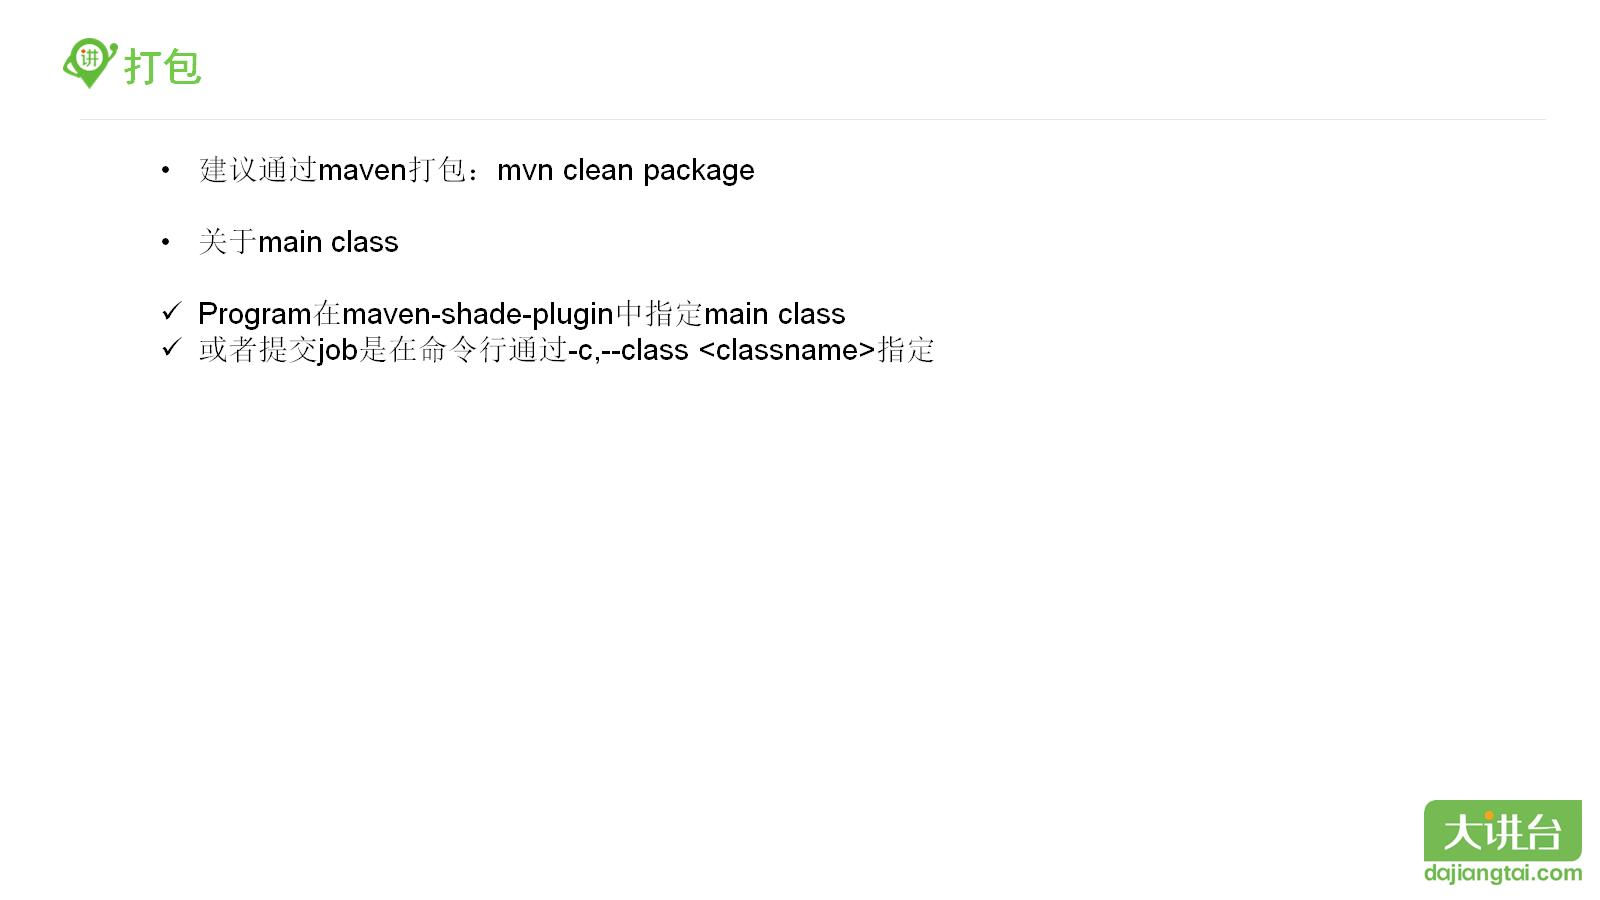 讲 打包
• 建议通过maven打包：mvn clean package
• 关于main class
✓ Program在maven-shade-plugin中指定main class
✓ 或者提交job是在命令行通过-c,--class <classname>指定
大讲台
dajiangtai.com